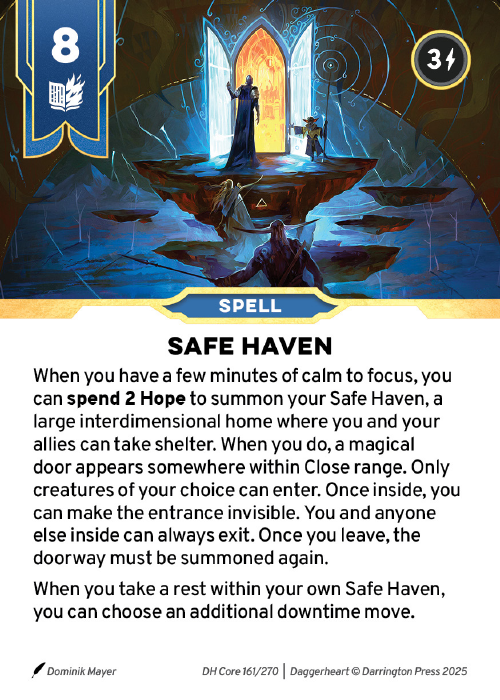 8
3
SPELL
SAFE HAVEN
When you have a few minutes of calm to focus, you
can spend 2 Hope to summon your Safe Haven, a
large interdimensional home where you and your
allies can take shelter. When you do, a magical
door appears somewhere within Close range. Only
creatures of your choice can enter. Once inside, you
can make the entrance invisible. You and anyone
else inside can always exit. Once you leave, the
doorway must be summoned again.
When you take a rest within your own Safe Haven,
you can choose an additional downtime move.
Dominik Mayer DH Core 161/270 | Daggerheart © Darrington Press 2025